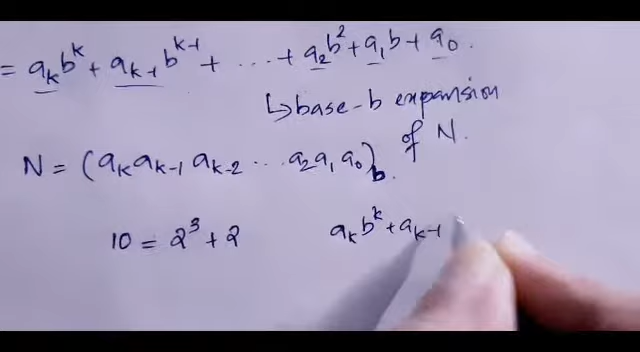 = a_k b^k + a_{k-1} b^{k-1} + ... + a_2 b^2 + a_1 b + a_0.
↳ base-b expansion of N.
N = (a_k a_{k-1} a_{k-2} ... a_2 a_1 a_0)_b.
10 = 2^3 + 2 a_k b^k + a_{k-1}